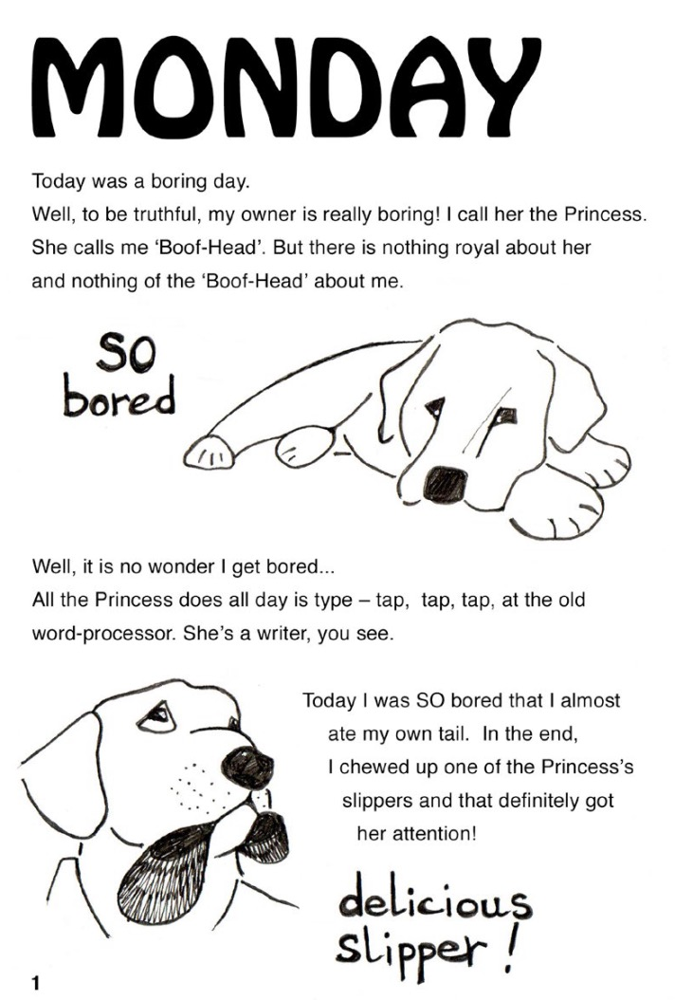 MONDAY
Today was a boring day.
Well, to be truthful, my owner is really boring! I call her the Princess.
She calls me ‘Boof-Head’. But there is nothing royal about her
and nothing of the ‘Boof-Head’ about me.
SO
bored
Well, it is no wonder I get bored...
All the Princess does all day is type – tap, tap, tap, at the old
word-processor. She’s a writer, you see.
Today I was SO bored that I almost
ate my own tail. In the end,
I chewed up one of the Princess’s
slippers and that definitely got
her attention!
delicious
slipper!
1